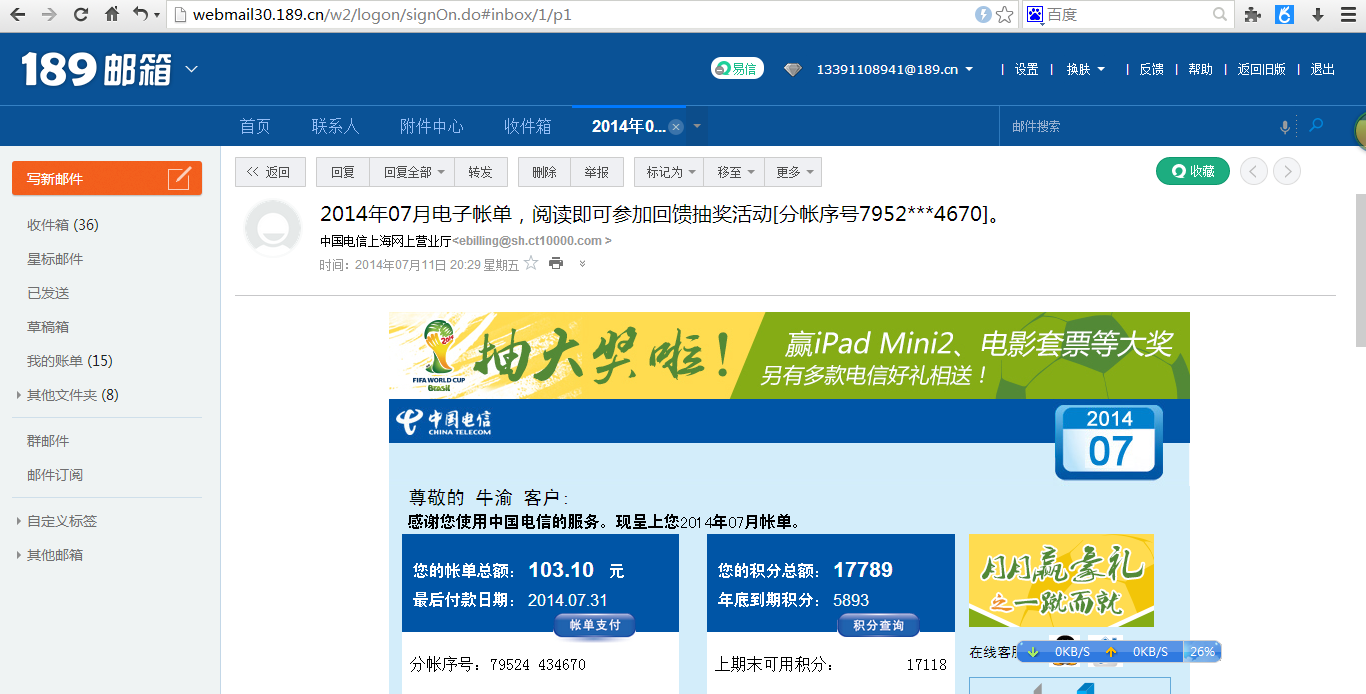 webmail30.189.cn/w2/logon/signOn.do#inbox/1/p1
百度
189邮箱
易信
13391108941@189.cn
| 设置 | 换肤 | 反馈 | 帮助 | 返回旧版 | 退出
首页 联系人 附件中心 收件箱 2014年0...
邮件搜索
写新邮件
收件箱 (36)
星标邮件
已发送
草稿箱
我的账单 (15)
其他文件夹 (8)
群邮件
邮件订阅
自定义标签
其他邮箱
返回 回复 回复全部 转发 删除 举报 标记为 移至 更多
收藏
2014年07月电子帐单，阅读即可参加回馈抽奖活动[分帐序号7952***4670]。
中国电信上海网上营业厅<ebilling@sh.ct10000.com >
时间：2014年07月11日 20:29 星期五
FIFA WORLD CUP
Brasil
抽大奖啦！
赢iPad Mini2、电影套票等大奖
另有多款电信好礼相送！
中国电信
CHINA TELECOM
2014
07
尊敬的 牛渝 客户:
感谢您使用中国电信的服务。现呈上您2014年07月帐单。
您的帐单总额： 103.10 元
最后付款日期： 2014.07.31
帐单支付
分帐序号：79524 434670
您的积分总额： 17789
年底到期积分： 5893
积分查询
上期末可用积分： 17118
月月赢豪礼
之一蹴而就
在线客服
0KB/S 0KB/S 26%